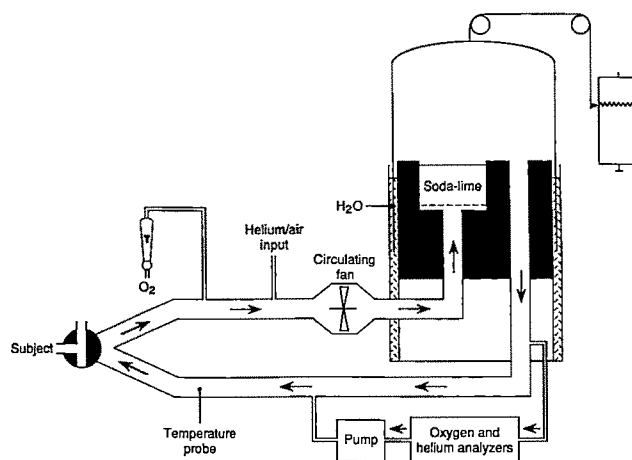 Soda-lime
H₂O
Helium/air
input
Circulating
fan
O₂
Subject
Temperature
probe
Pump
Oxygen and
helium analyzers